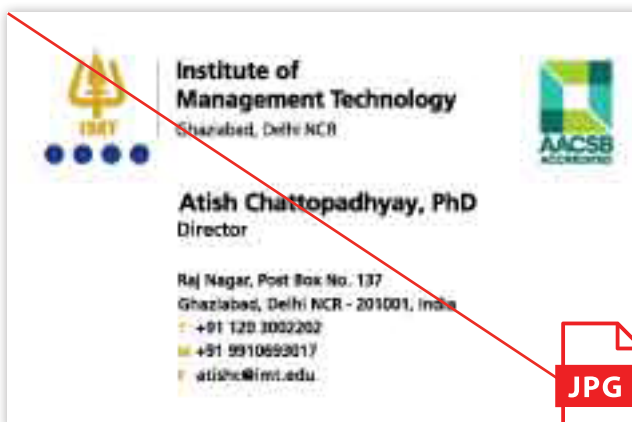 IMT
Institute of
Management Technology
Ghaziabad, Delhi NCR
AACSB
ACCREDITED
Atish Chattopadhyay, PhD
Director
Raj Nagar, Post Box No. 137
Ghaziabad, Delhi NCR - 201001, India
T +91 120 3002202
M +91 9910693017
atishc@imt.edu
JPG